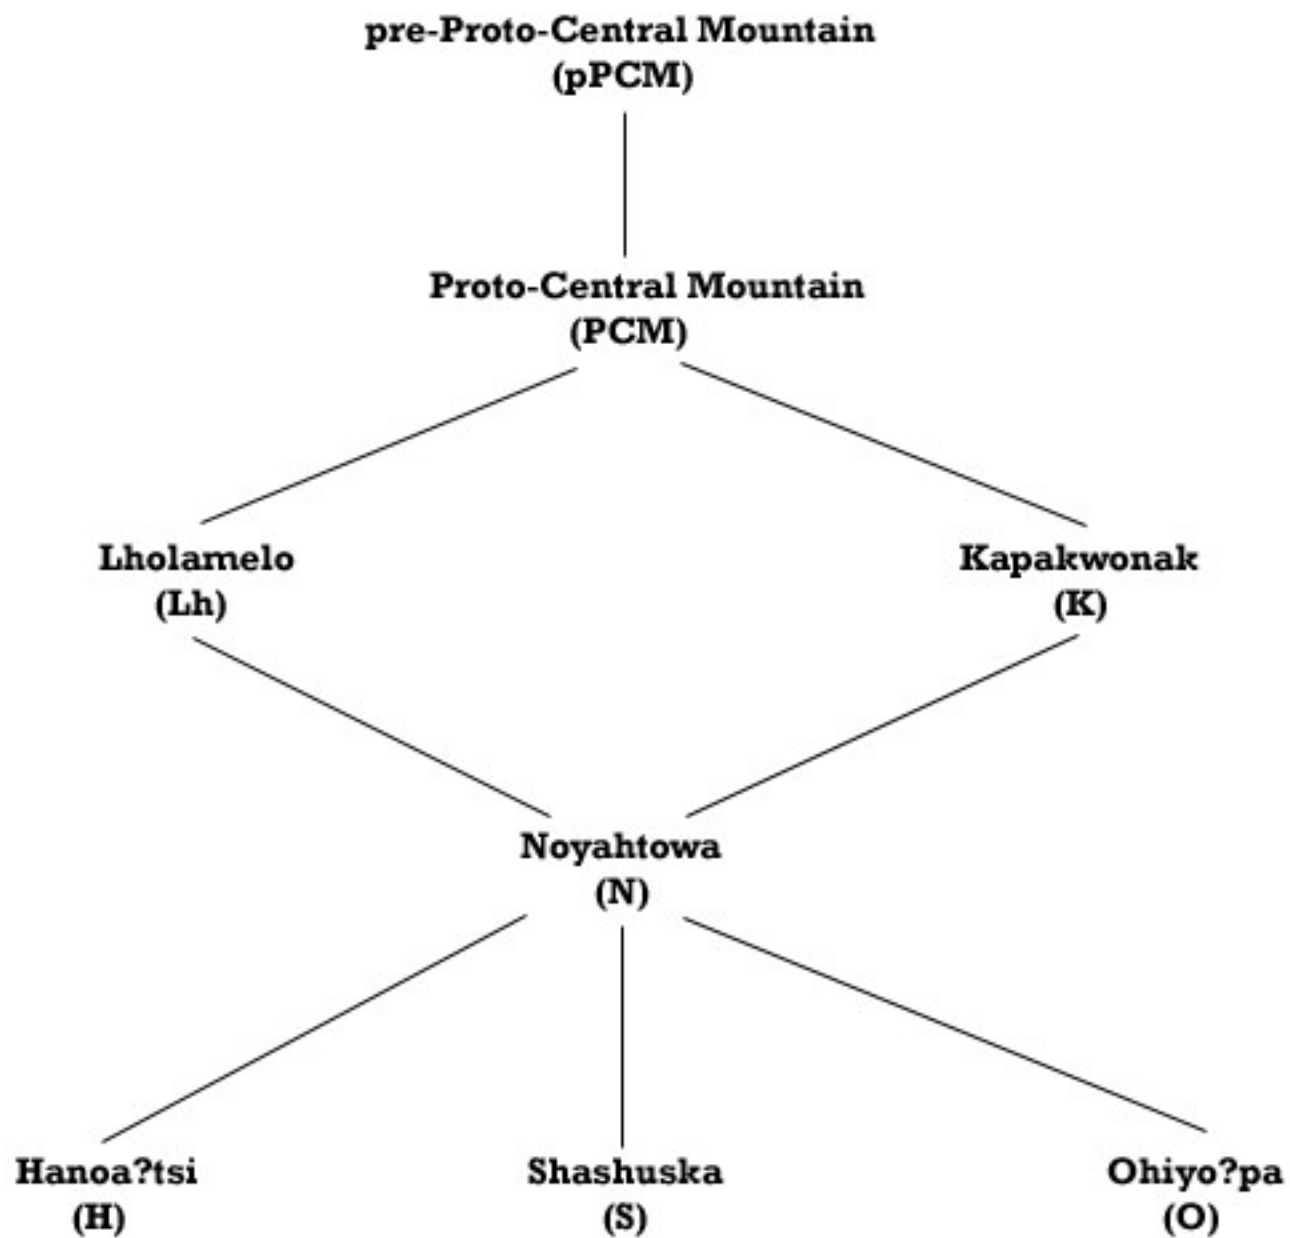 pre-Proto-Central Mountain
(pPCM)
Proto-Central Mountain
(PCM)
Lholamelo
(Lh)
Kapakwonak
(K)
Noyahtowa
(N)
Hanoa?tsi
(H)
Shashuska
(S)
Ohiyo?pa
(O)